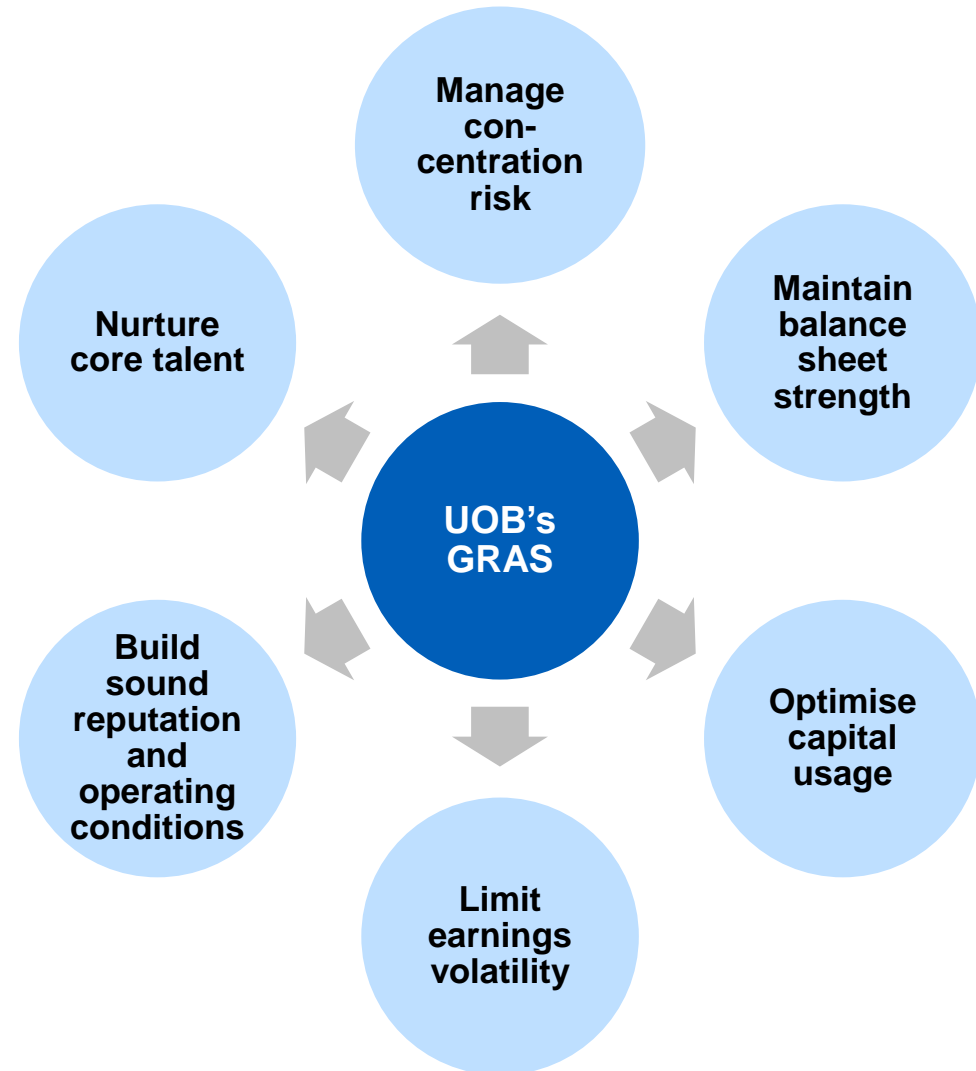 Manage
con-
centration
risk
Maintain
balance
sheet
strength
Nurture
core talent
UOB’s
GRAS
Build
sound
reputation
and
operating
conditions
Optimise
capital
usage
Limit
earnings
volatility